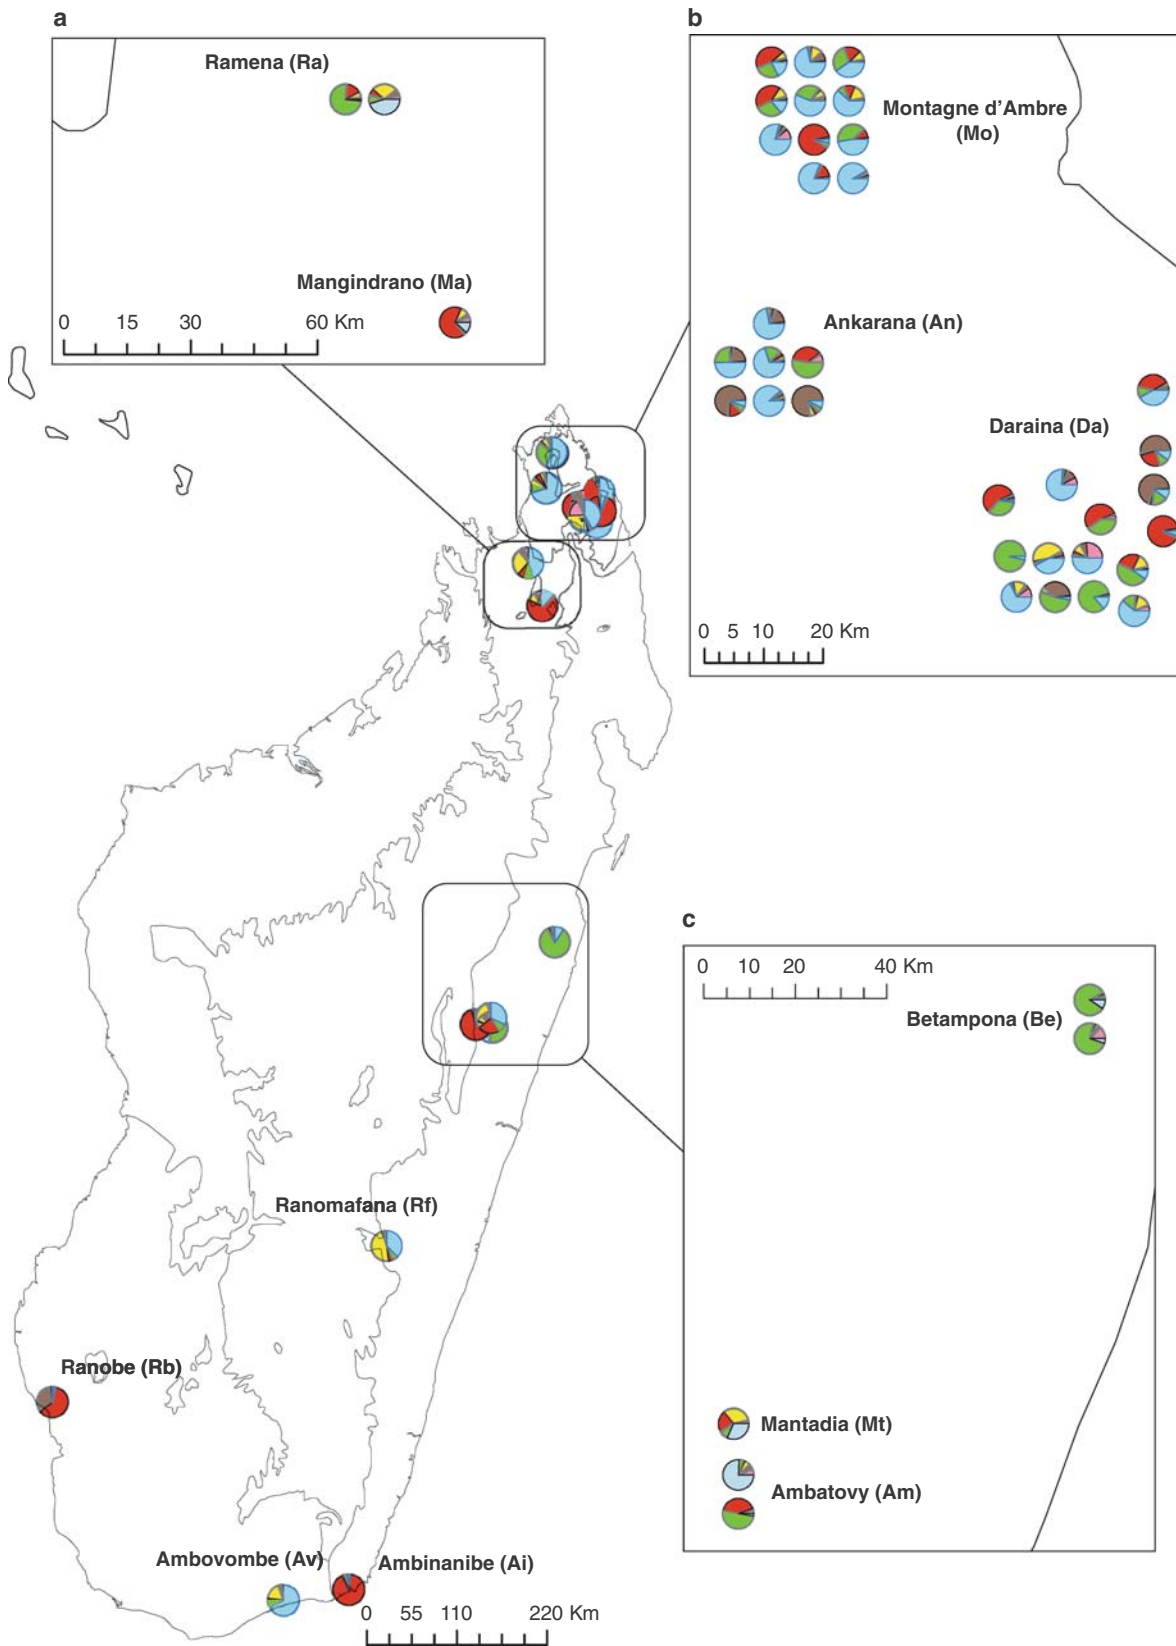 a
Ramena (Ra)
Mangindrano (Ma)
0 15 30 60 Km
b
Montagne d'Ambre
(Mo)
Ankarana (An)
Daraina (Da)
0 5 10 20 Km
c
0 10 20 40 Km
Betampona (Be)
Mantadia (Mt)
Ambatovy (Am)
Ranomafana (Rf)
Ranobe (Rb)
Ambovombe (Av)
Ambinanibe (Ai)
0 55 110 220 Km